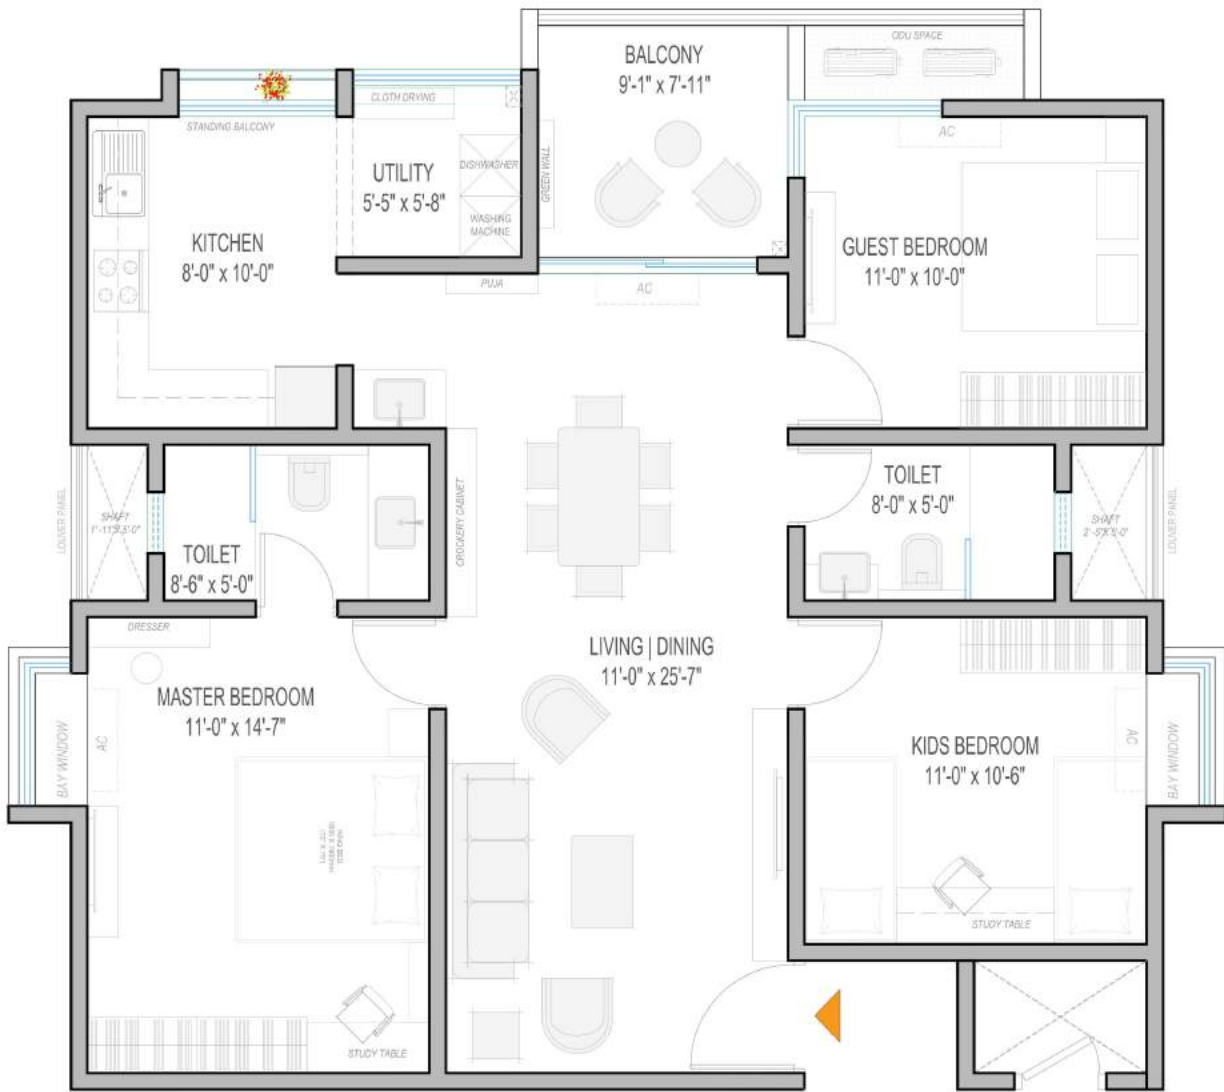 ODU SPACE
BALCONY
9'-1" x 7'-11"
CLOTH DRYING
STANDING BALCONY
AC
GREEN WALL
UTILITY
5'-5" x 5'-8"
DISHWASHER
WASHING
MACHINE
KITCHEN
8'-0" x 10'-0"
GUEST BEDROOM
11'-0" x 10'-0"
PUJA
AC
CROCKERY CABINET
LOUVER PANEL
SHAFT
TOILET
8'-6" x 5'-0"
TOILET
8'-0" x 5'-0"
SHAFT
2'-5"X 5'-0"
LOUVER PANEL
DRESSER
LIVING | DINING
11'-0" x 25'-7"
MASTER BEDROOM
11'-0" x 14'-7"
AC
BAY WINDOW
KIDS BEDROOM
11'-0" x 10'-6"
AC
BAY WINDOW
STUDY TABLE
STUDY TABLE